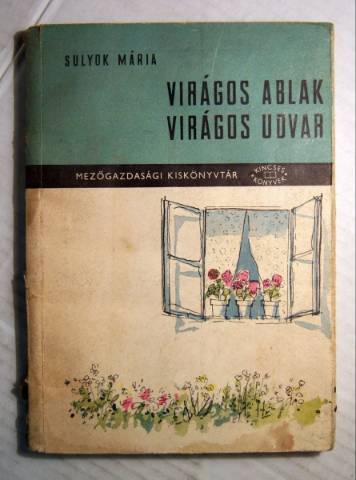 SULYOK MÁRIA
VIRÁGOS ABLAK
VIRÁGOS UDVAR
MEZŐGAZDASÁGI KISKÖNYVTÁR
KINCSES
KÖNYVEK